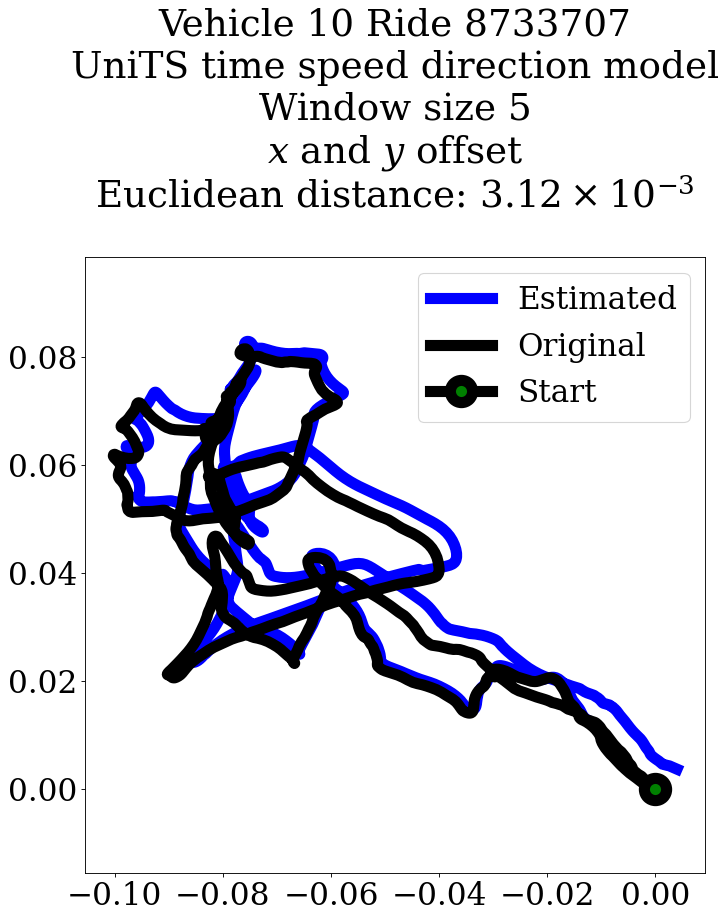 Vehicle 10 Ride 8733707
UniTS time speed direction model
Window size 5
x and y offset
Euclidean distance: 3.12 × 10⁻³
Estimated
Original
Start
0.08
0.06
0.04
0.02
0.00
−0.10 −0.08 −0.06 −0.04 −0.02 0.00